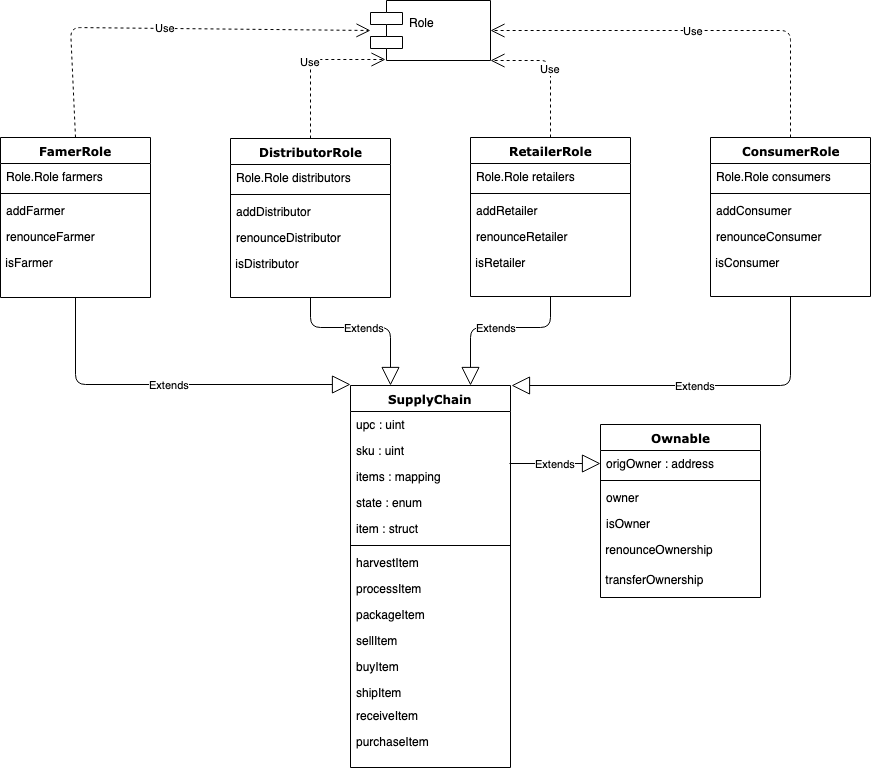 Role
Use
Use
Use
Use
FamerRole
Role.Role farmers
addFarmer
renounceFarmer
isFarmer
DistributorRole
Role.Role distributors
addDistributor
renounceDistributor
isDistributor
RetailerRole
Role.Role retailers
addRetailer
renounceRetailer
isRetailer
ConsumerRole
Role.Role consumers
addConsumer
renounceConsumer
isConsumer
Extends
Extends
Extends
Extends
SupplyChain
upc : uint
sku : uint
items : mapping
state : enum
item : struct
harvestItem
processItem
packageItem
sellItem
buyItem
shipItem
receiveItem
purchaseItem
Extends
Ownable
origOwner : address
owner
isOwner
renounceOwnership
transferOwnership